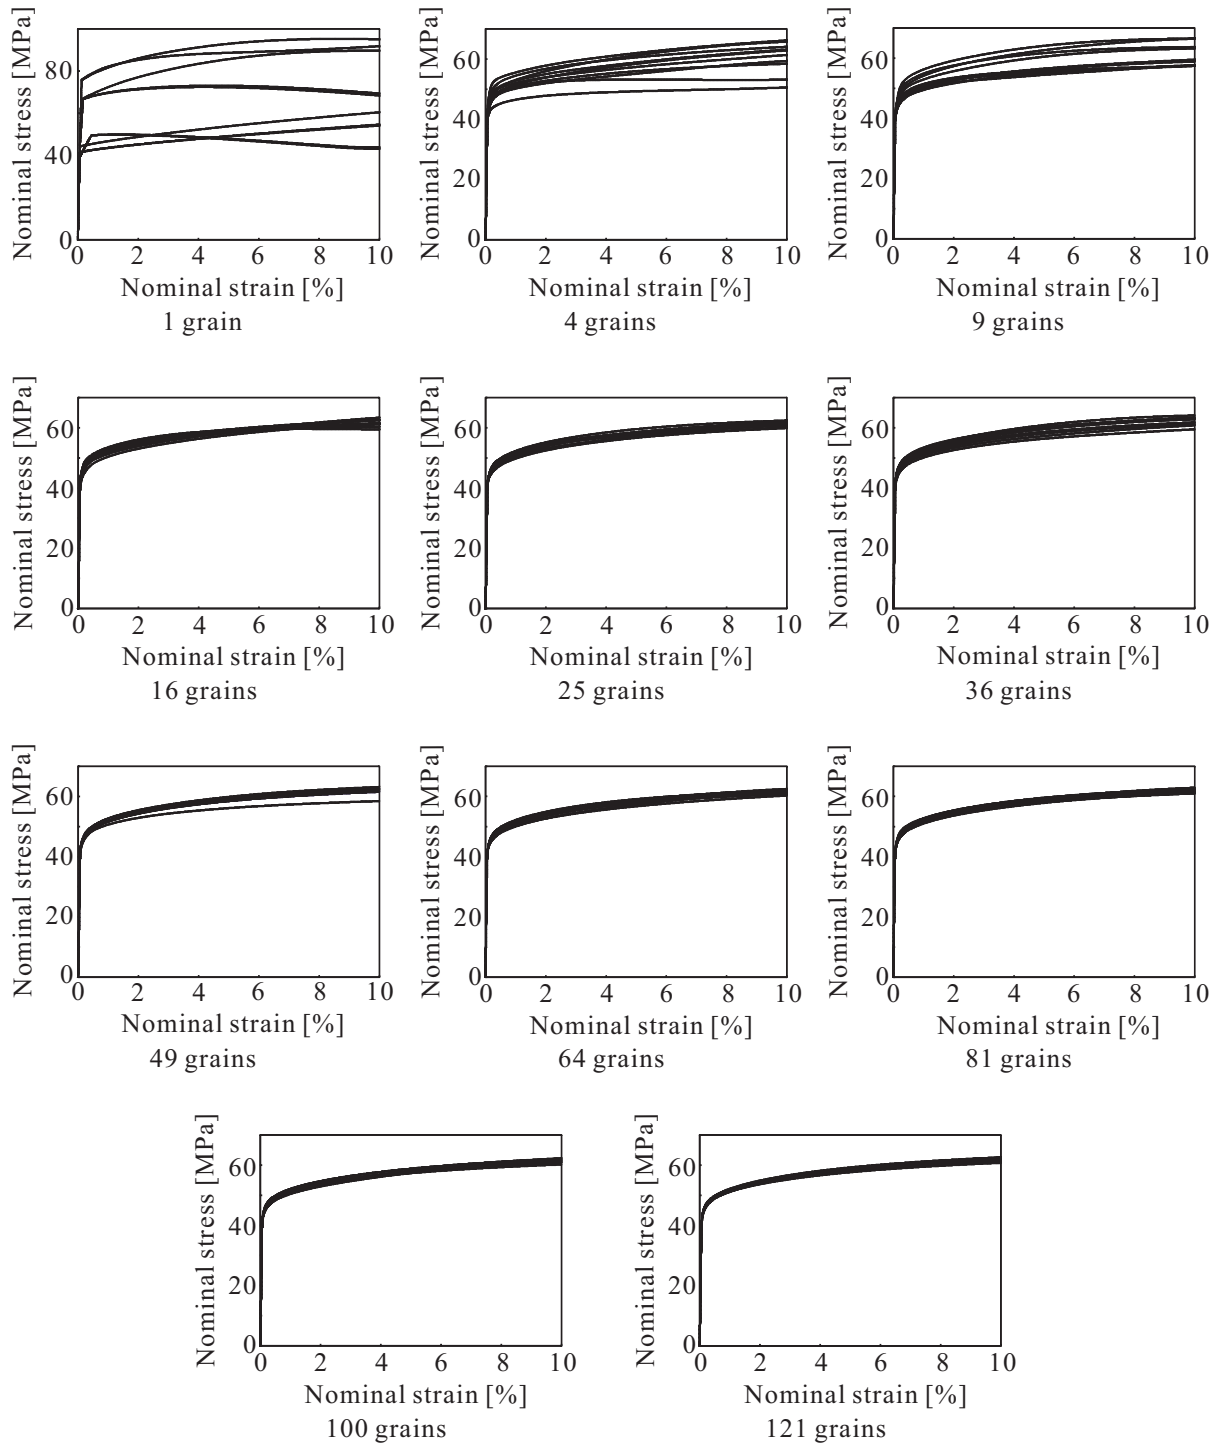 Nominal stress [MPa]
80
40
0
0 2 4 6 8 10
Nominal strain [%]
1 grain
Nominal stress [MPa]
60
40
20
0
0 2 4 6 8 10
Nominal strain [%]
4 grains
Nominal stress [MPa]
60
40
20
0
0 2 4 6 8 10
Nominal strain [%]
9 grains
Nominal stress [MPa]
60
40
20
0
0 2 4 6 8 10
Nominal strain [%]
16 grains
Nominal stress [MPa]
60
40
20
0
0 2 4 6 8 10
Nominal strain [%]
25 grains
Nominal stress [MPa]
60
40
20
0
0 2 4 6 8 10
Nominal strain [%]
36 grains
Nominal stress [MPa]
60
40
20
0
0 2 4 6 8 10
Nominal strain [%]
49 grains
Nominal stress [MPa]
60
40
20
0
0 2 4 6 8 10
Nominal strain [%]
64 grains
Nominal stress [MPa]
60
40
20
0
0 2 4 6 8 10
Nominal strain [%]
81 grains
Nominal stress [MPa]
60
40
20
0
0 2 4 6 8 10
Nominal strain [%]
100 grains
Nominal stress [MPa]
60
40
20
0
0 2 4 6 8 10
Nominal strain [%]
121 grains